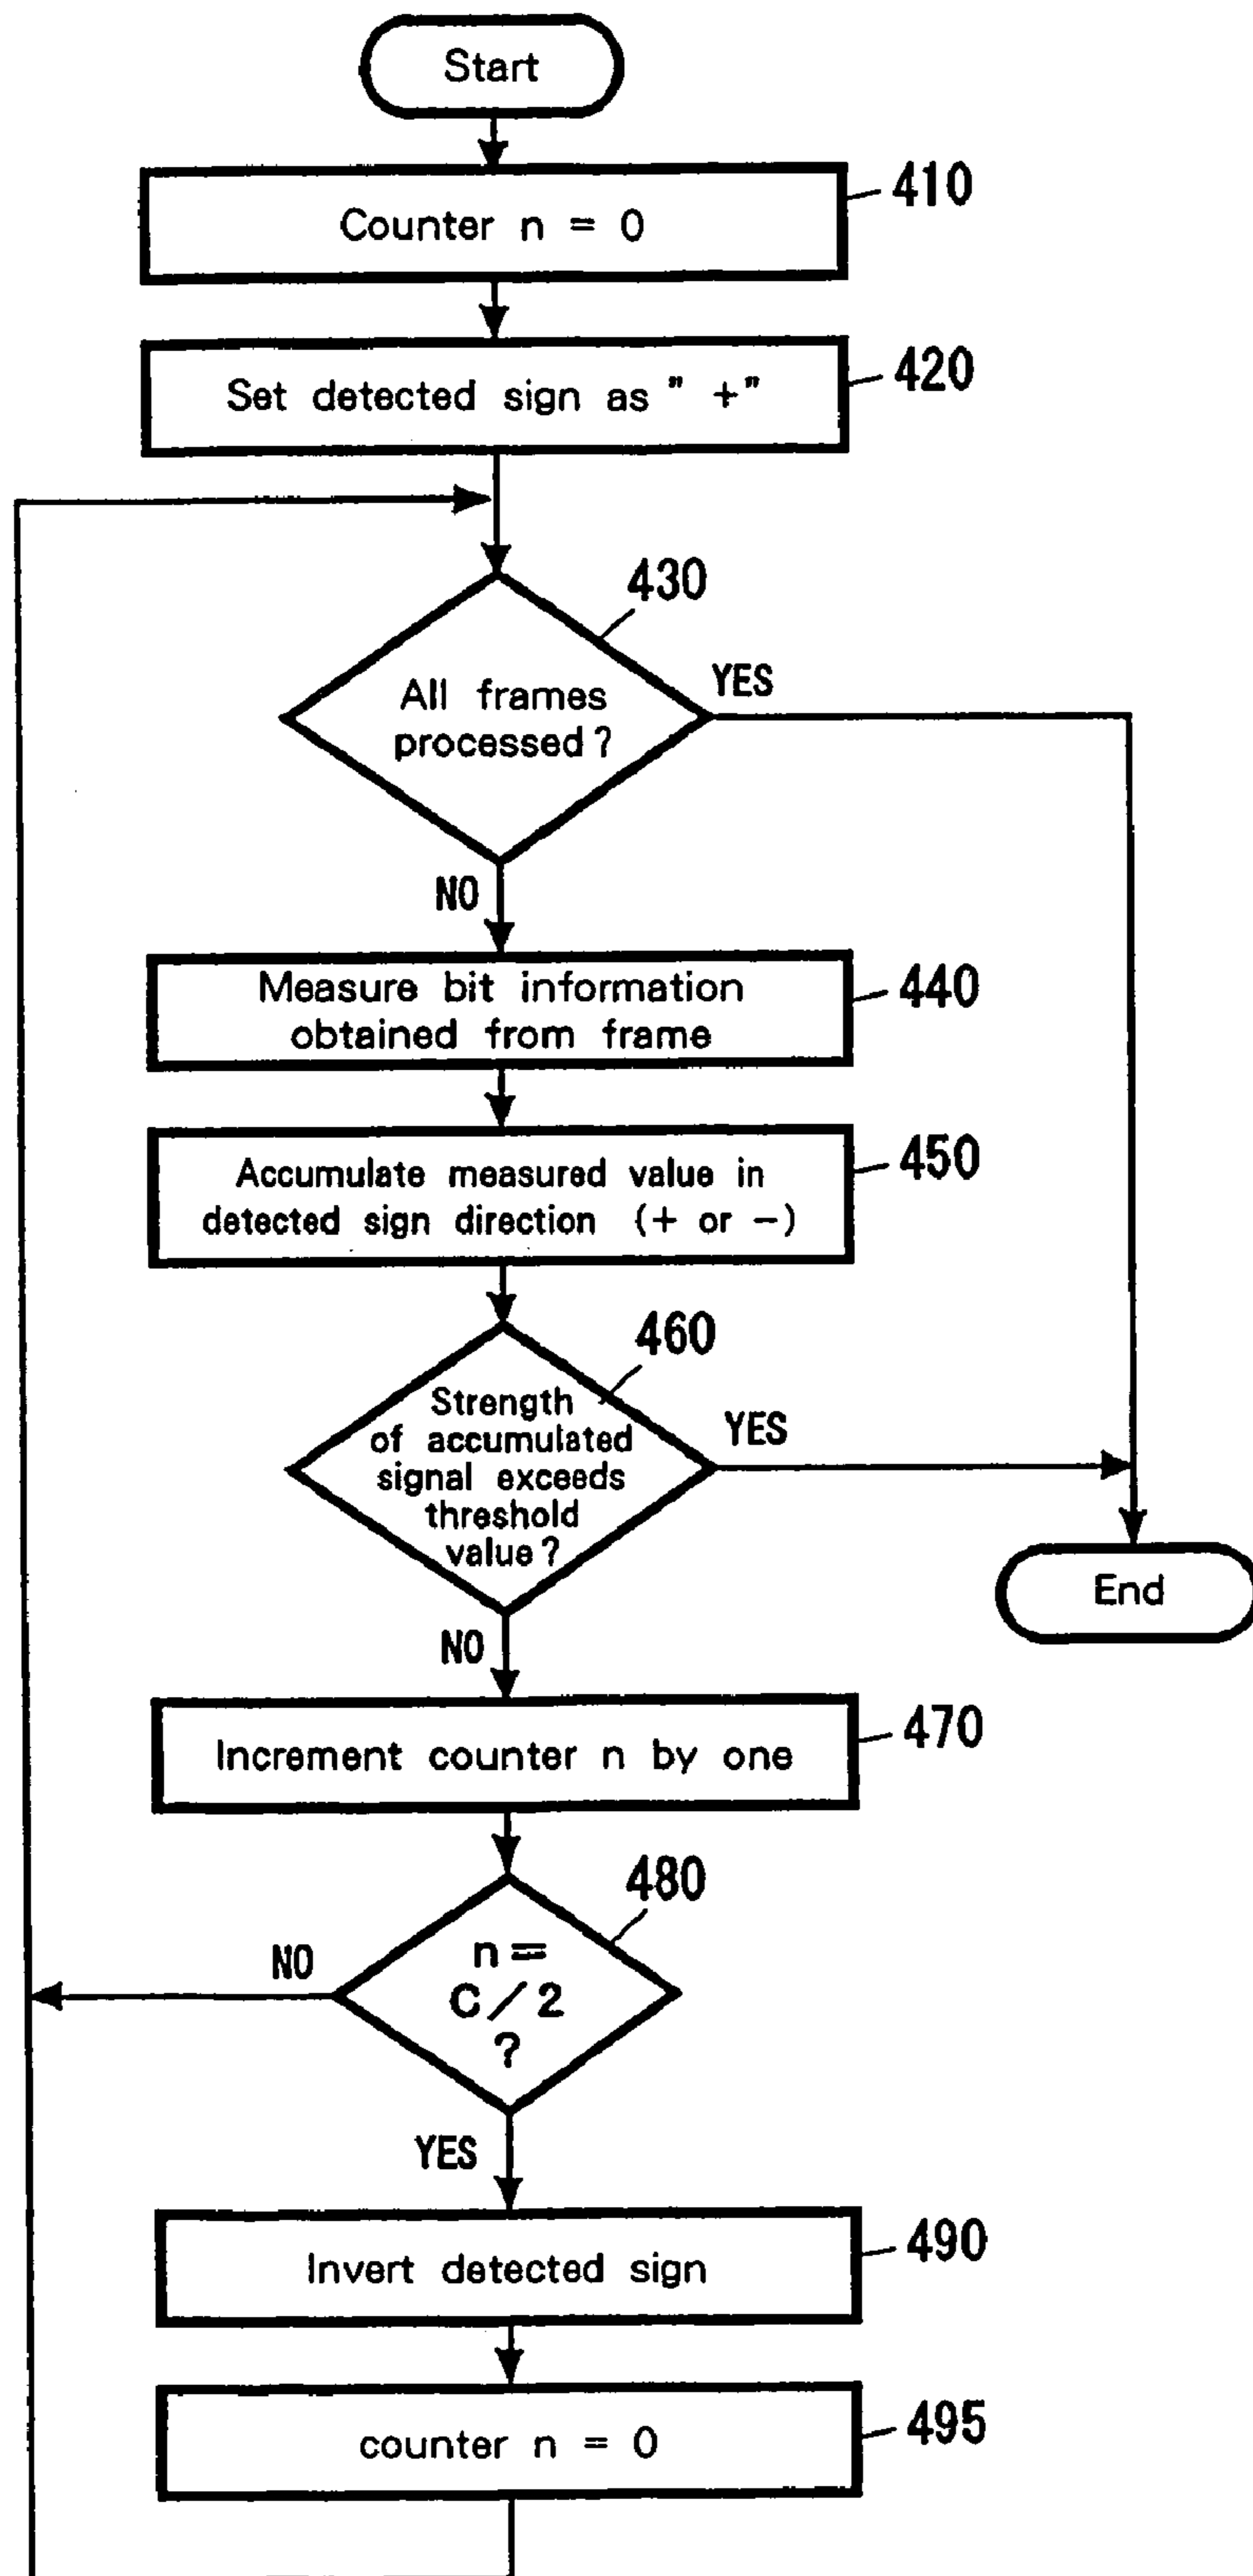 Start
410
Counter n = 0
420
Set detected sign as " +"
430
All frames
processed?
YES
NO
440
Measure bit information
obtained from frame
450
Accumulate measured value in
detected sign direction (+ or −)
460
Strength
of accumulated
signal exceeds
threshold
value?
YES
End
NO
470
Increment counter n by one
480
n=
C/2
?
NO
YES
490
Invert detected sign
495
counter n = 0